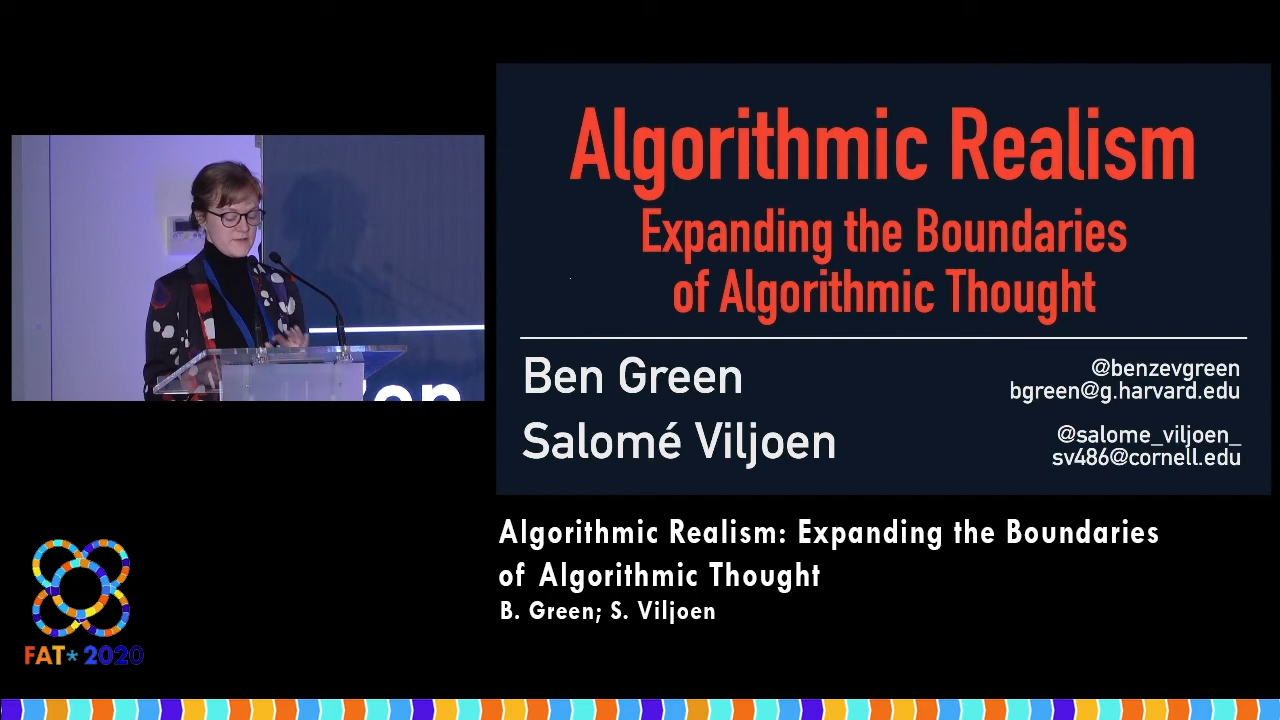 Algorithmic Realism
Expanding the Boundaries
of Algorithmic Thought
Ben Green
@benzevgreen
bgreen@g.harvard.edu
Salomé Viljoen
@salome_viljoen_
sv486@cornell.edu
Algorithmic Realism: Expanding the Boundaries
of Algorithmic Thought
B. Green; S. Viljoen
FAT* 2020